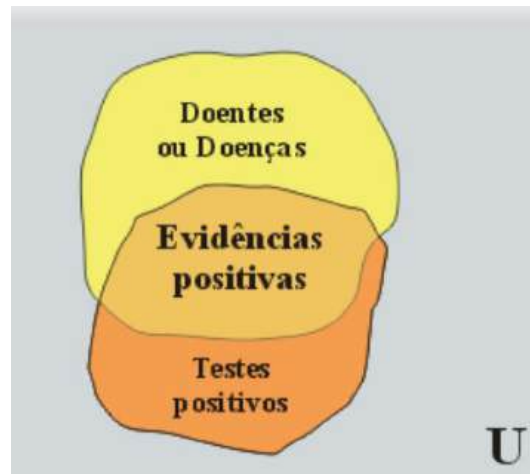 Doentes
ou Doenças
Evidências
positivas
Testes
positivos
U